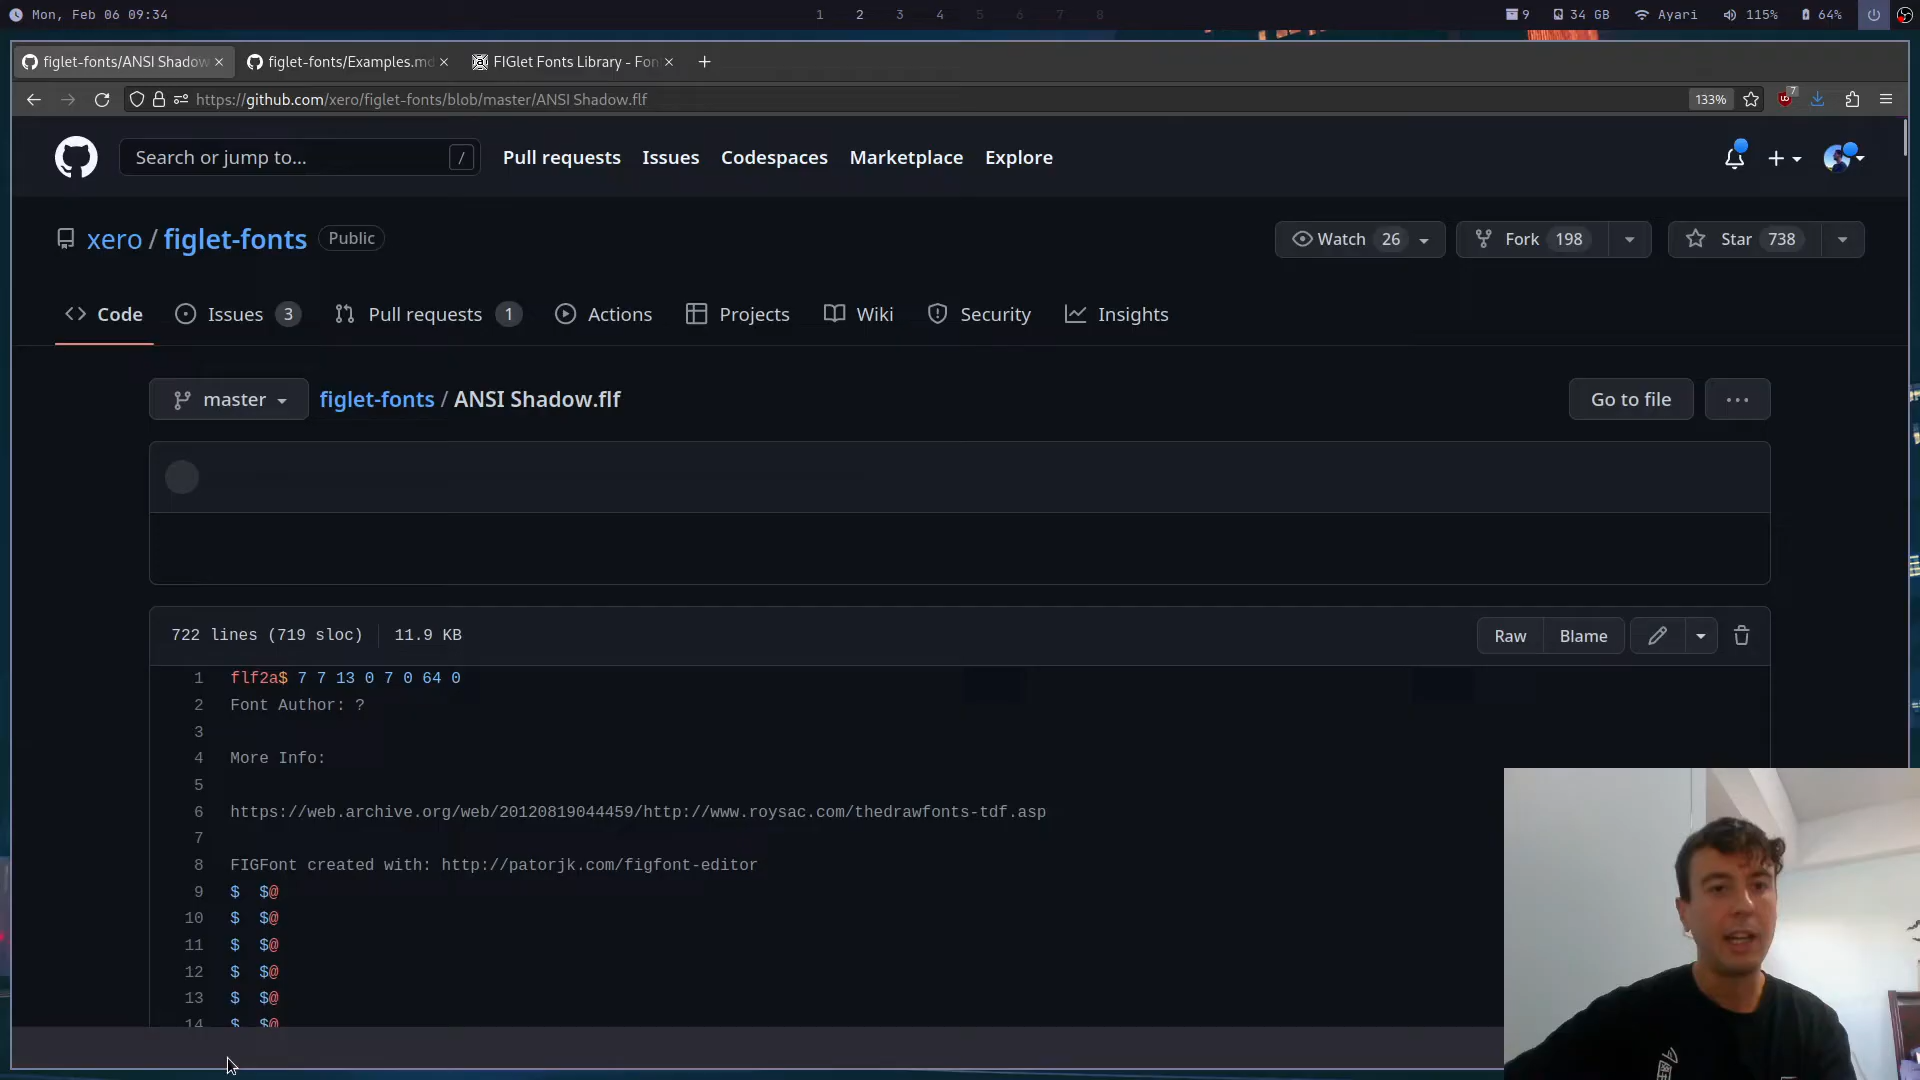 Mon, Feb 06 09:34
1 2 3 4 5 6 7 8
9 34 GB Ayari 115% 64%
figlet-fonts/ANSI Shadow
figlet-fonts/Examples.md
FIGlet Fonts Library - Fon
https://github.com/xero/figlet-fonts/blob/master/ANSI Shadow.flf
133%
7
Search or jump to...
/
Pull requests
Issues
Codespaces
Marketplace
Explore
xero / figlet-fonts
Public
Watch 26
Fork 198
Star 738
Code
Issues 3
Pull requests 1
Actions
Projects
Wiki
Security
Insights
master
figlet-fonts / ANSI Shadow.flf
Go to file
722 lines (719 sloc)
11.9 KB
Raw
Blame
1 flf2a$ 7 7 13 0 7 0 64 0
2 Font Author: ?
3
4 More Info:
5
6 https://web.archive.org/web/20120819044459/http://www.roysac.com/thedrawfonts-tdf.asp
7
8 FIGFont created with: http://patorjk.com/figfont-editor
9 $  $@
10 $  $@
11 $  $@
12 $  $@
13 $  $@
14 $  $@